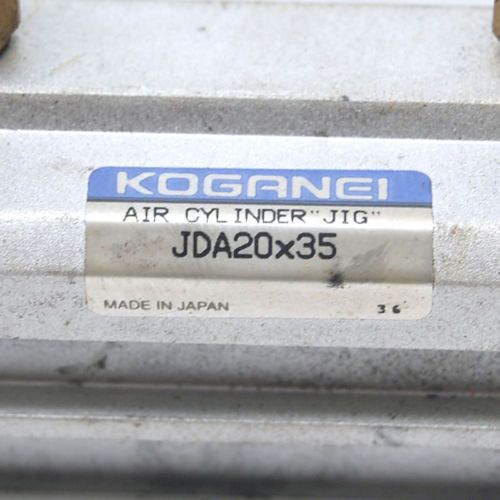 KOGANEI
AIR CYLINDER"JIG"
JDA20x35
MADE IN JAPAN 36